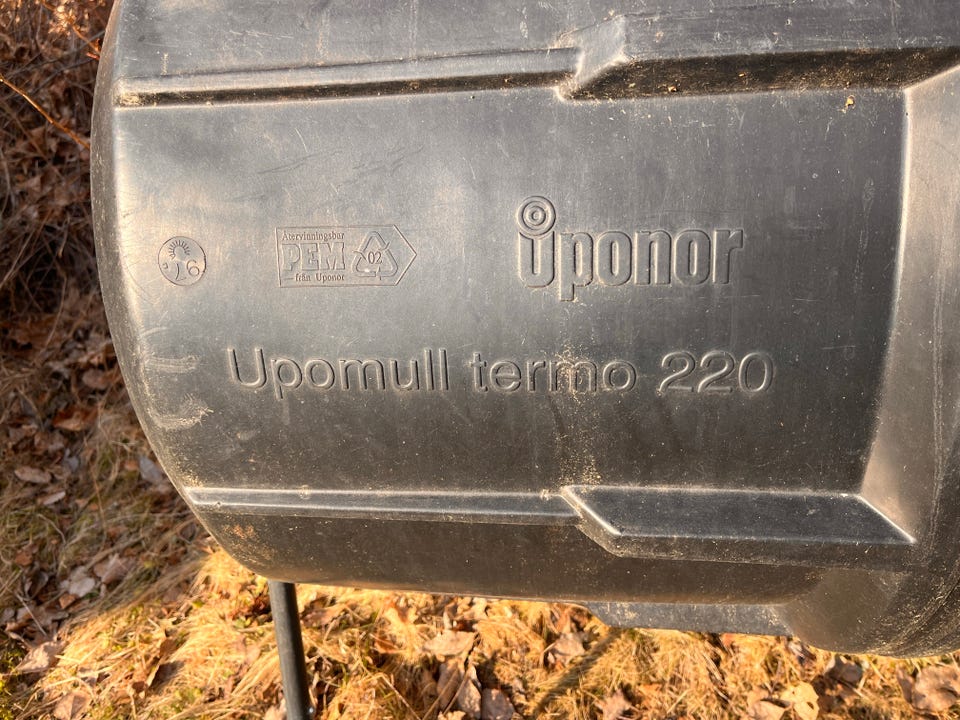 uponor
Återvinningsbar
PEM
02
från Uponor
Upomull termo 220